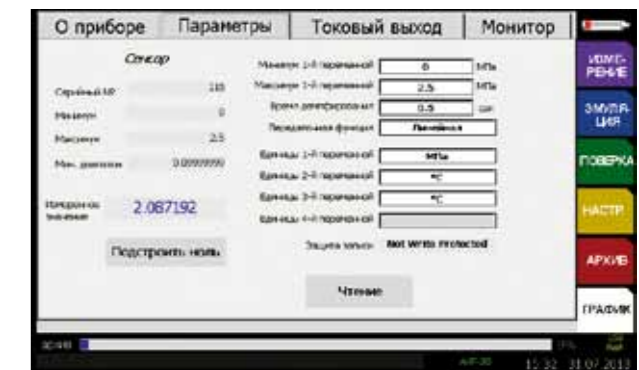 О приборе Параметры Токовый выход Монитор
Сенсор
Серийный № 115
Минимум 0
Максимум 2.5
Мин. диапазон 0.09999990
Измеренное значение 2.087192
Подстроить ноль
Минимум 1-й переменной 0 МПа
Максимум 1-й переменной 2.5 МПа
Время демпфирования 0.5 сек
Передаточная функция Линейная
Единицы 1-й переменной МПа
Единицы 2-й переменной °C
Единицы 3-й переменной °C
Единицы 4-й переменной
Защита записи Not Write Protected
Чтение
ИЗМЕ-
РЕНИЕ
ЭМУЛЯ-
ЦИЯ
ПОВЕРКА
НАСТР.
АРХИВ
ГРАФИК
15:32 31.07.2013